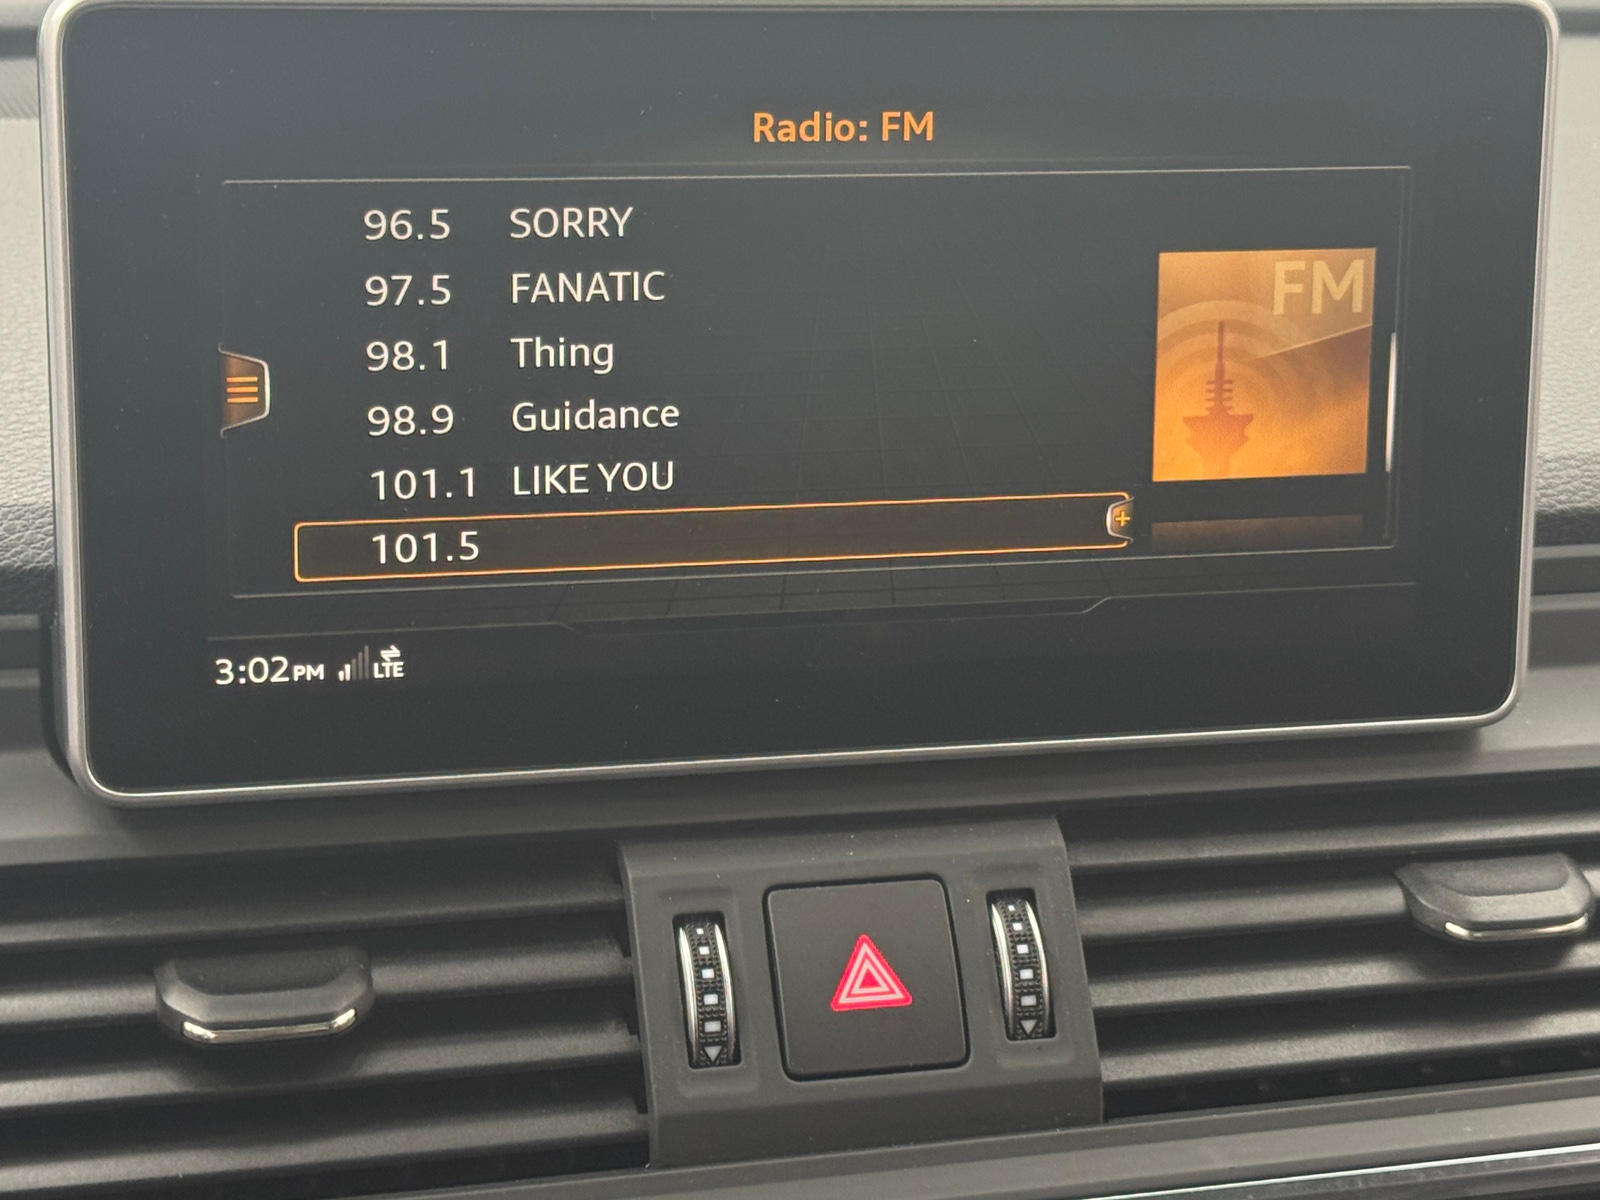 Radio: FM
96.5 SORRY
97.5 FANATIC
98.1 Thing
98.9 Guidance
101.1 LIKE YOU
101.5
FM
3:02PM LTE